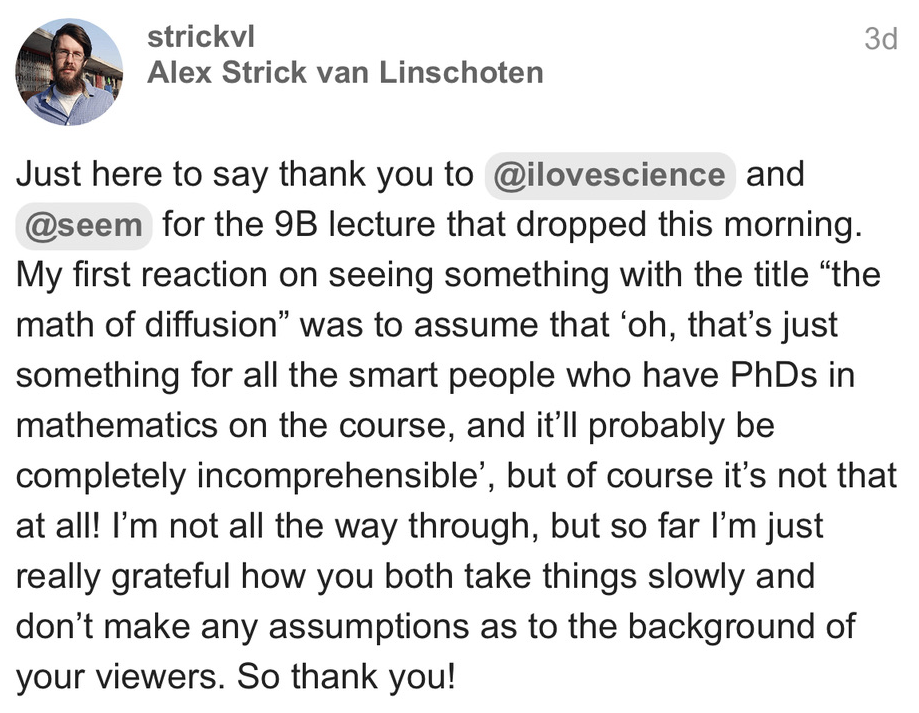 strickvl
3d
Alex Strick van Linschoten
Just here to say thank you to @ilovescience and
@seem for the 9B lecture that dropped this morning.
My first reaction on seeing something with the title “the
math of diffusion” was to assume that ‘oh, that’s just
something for all the smart people who have PhDs in
mathematics on the course, and it’ll probably be
completely incomprehensible’, but of course it’s not that
at all! I’m not all the way through, but so far I’m just
really grateful how you both take things slowly and
don’t make any assumptions as to the background of
your viewers. So thank you!